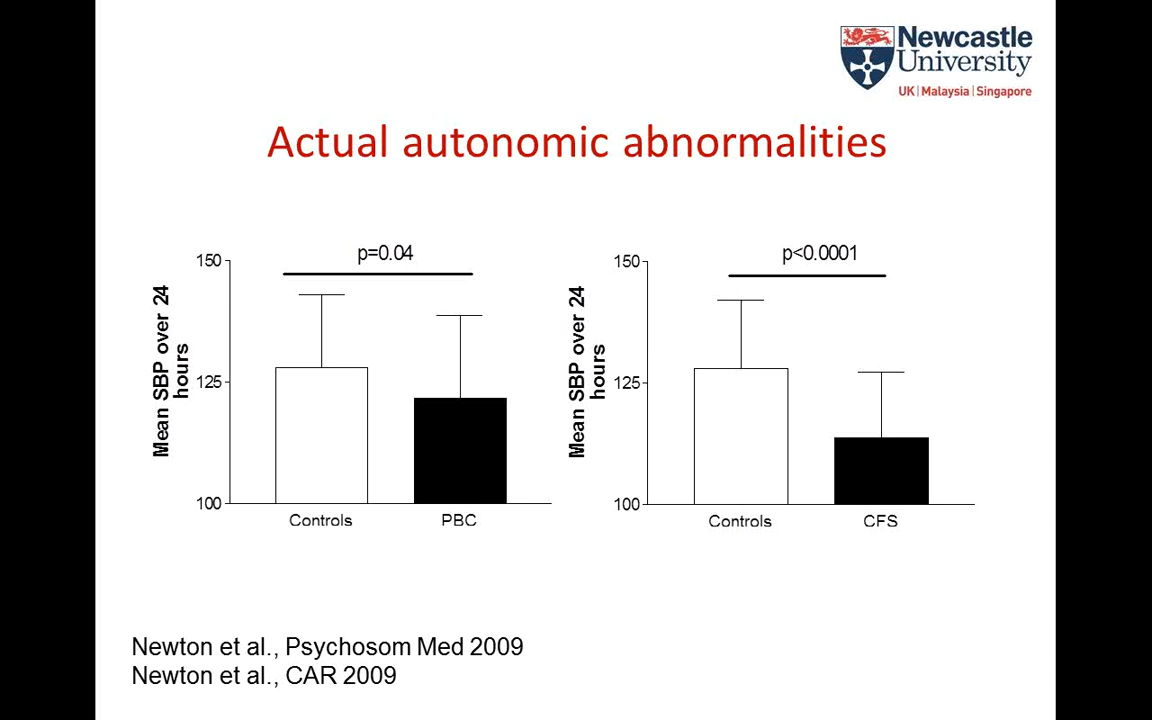 Newcastle
University
UK | Malaysia | Singapore
Actual autonomic abnormalities
p=0.04
150
125
100
Mean SBP over 24
hours
Controls
PBC
p<0.0001
150
125
100
Mean SBP over 24
hours
Controls
CFS
Newton et al., Psychosom Med 2009
Newton et al., CAR 2009